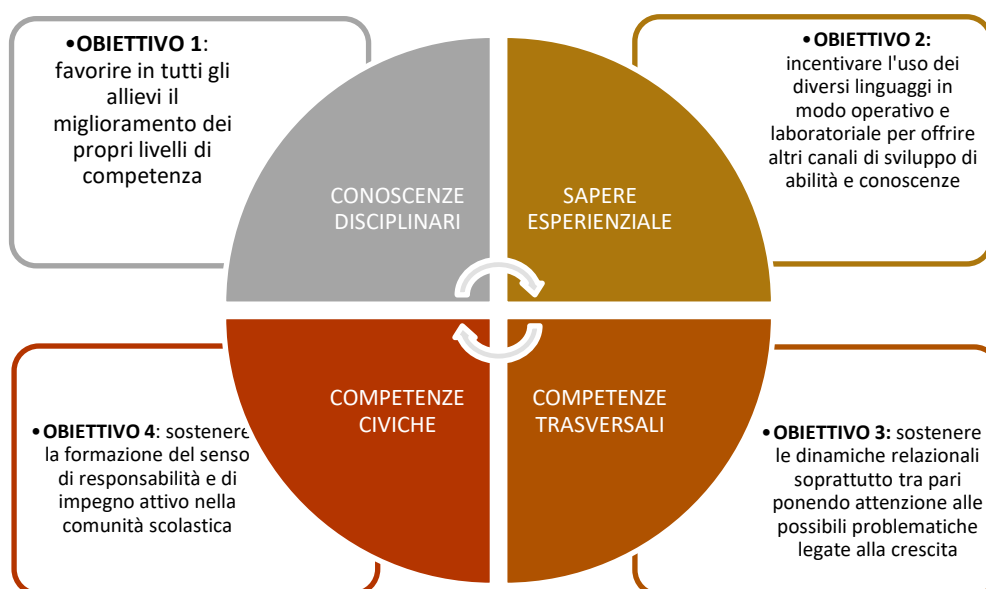 •OBIETTIVO 1:
favorire in tutti gli
allievi il
miglioramento dei
propri livelli di
competenza
•OBIETTIVO 2:
incentivare l'uso dei
diversi linguaggi in
modo operativo e
laboratoriale per offrire
altri canali di sviluppo di
abilità e conoscenze
CONOSCENZE
DISCIPLINARI
SAPERE
ESPERIENZIALE
COMPETENZE
CIVICHE
COMPETENZE
TRASVERSALI
•OBIETTIVO 4: sostenere
la formazione del senso
di responsabilità e di
impegno attivo nella
comunità scolastica
•OBIETTIVO 3: sostenere
le dinamiche relazionali
soprattutto tra pari
ponendo attenzione alle
possibili problematiche
legate alla crescita